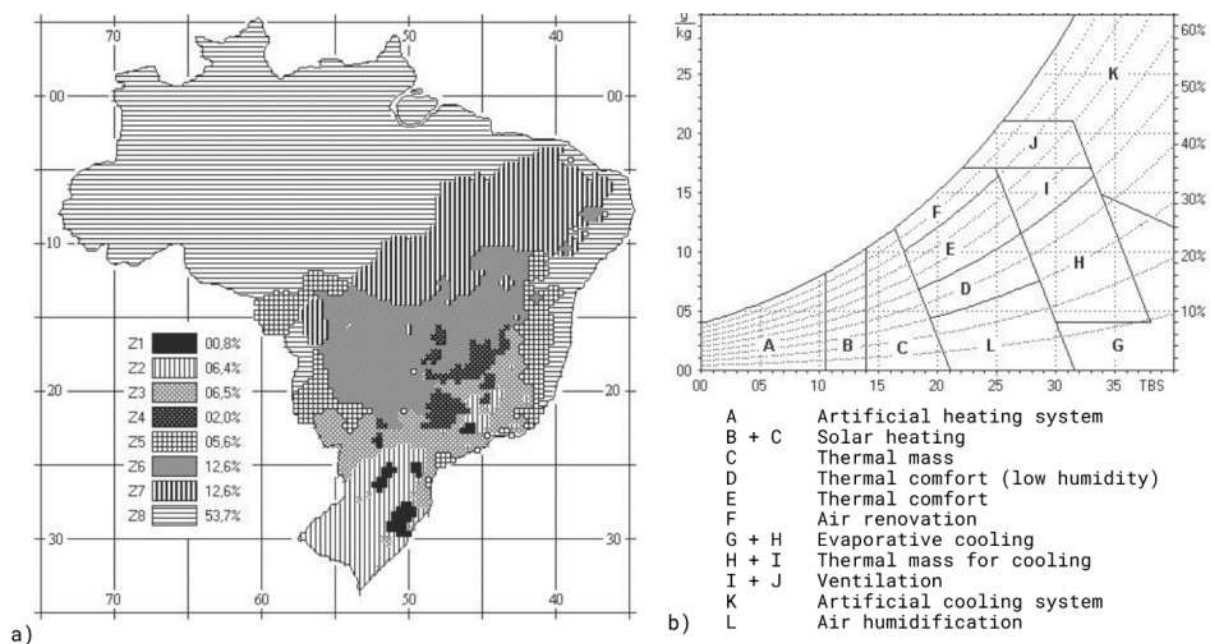 70
60
50
40
00
00
10
10
20
20
30
30
70
60
50
40
Z1 00,8%
Z2 06,4%
Z3 06,5%
Z4 02,0%
Z5 05,6%
Z6 12,6%
Z7 12,6%
Z8 53,7%
a)
g
kg
25
20
15
10
05
00
60%
50%
40%
30%
20%
10%
K
J
I
F
E
D
H
A
B
C
L
G
00 05 10 15 20 25 30 35 TBS
A Artificial heating system
B + C Solar heating
C Thermal mass
D Thermal comfort (low humidity)
E Thermal comfort
F Air renovation
G + H Evaporative cooling
H + I Thermal mass for cooling
I + J Ventilation
K Artificial cooling system
L Air humidification
b)